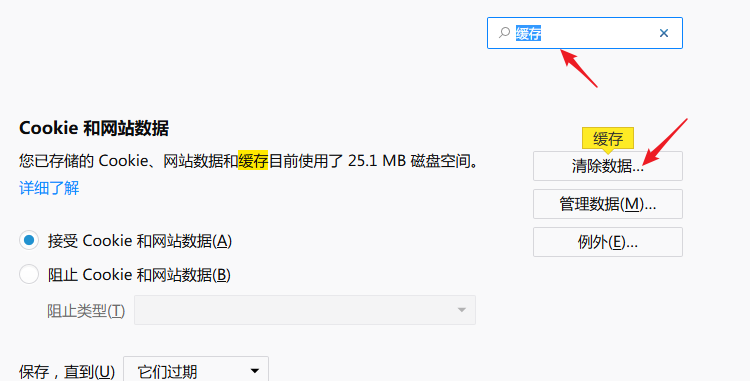 缓存
Cookie 和网站数据
缓存
您已存储的 Cookie、网站数据和缓存目前使用了 25.1 MB 磁盘空间。
清除数据...
详细了解
管理数据(M)...
接受 Cookie 和网站数据(A)
例外(E)...
阻止 Cookie 和网站数据(B)
阻止类型(T)
保存，直到(U)
它们过期